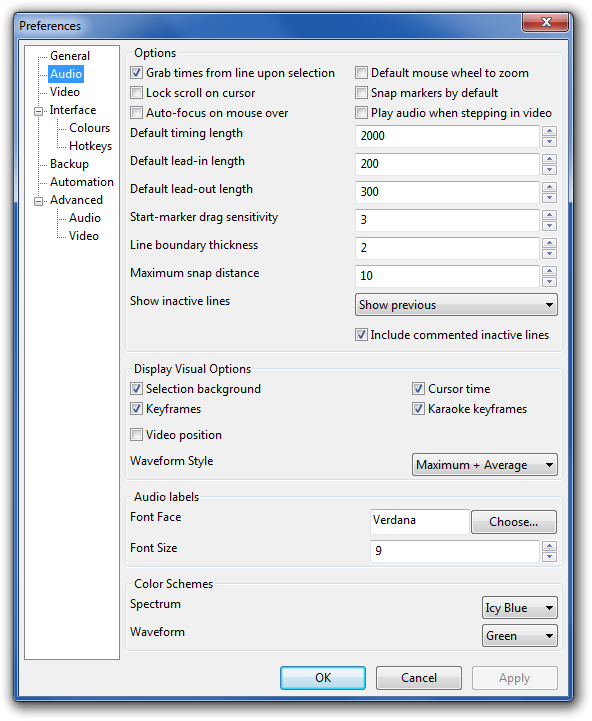 Preferences
General
Audio
Video
Interface
Colours
Hotkeys
Backup
Automation
Advanced
Audio
Video
Options
Grab times from line upon selection
Default mouse wheel to zoom
Lock scroll on cursor
Snap markers by default
Auto-focus on mouse over
Play audio when stepping in video
Default timing length 2000
Default lead-in length 200
Default lead-out length 300
Start-marker drag sensitivity 3
Line boundary thickness 2
Maximum snap distance 10
Show inactive lines Show previous
Include commented inactive lines
Display Visual Options
Selection background
Cursor time
Keyframes
Karaoke keyframes
Video position
Waveform Style Maximum + Average
Audio labels
Font Face Verdana Choose...
Font Size 9
Color Schemes
Spectrum Icy Blue
Waveform Green
OK Cancel Apply